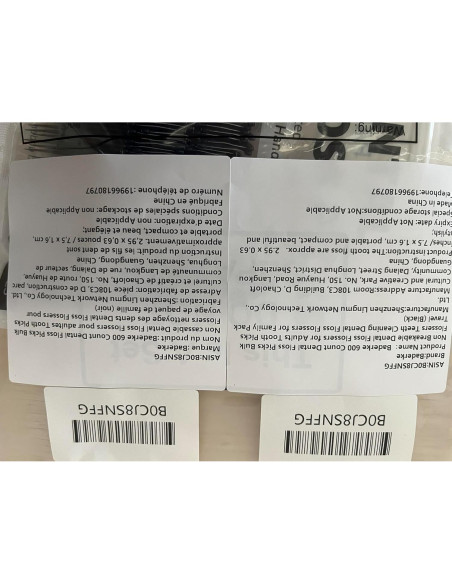 B0CJ8SNFFG
B0CJ8SNFFG
ASIN:B0CJ8SNFFG
Brand:Baderke
Product Name: Baderke 600 Count Dental Floss Picks Bulk
Non Breakable Dental Floss Flossers for Adults Tooth Picks
Flossers Teeth Cleaning Dental Floss Flossers for Family Pack
Travel (Black)
Manufacture:Shenzhen Lingmu Network Technology Co.,
Ltd.
Manufacture Address:Room-108C3, Building D, Chaofoht
Cultural and Creative Park, No. 150, Huayue Road, Langkou
Community, Dalang Street, Longhua District, Shenzhen,
Guangdong, China
Product Instruction:The tooth floss are approx. 2.95 x 0.63
inches/ 7.5 x 1.6 cm, portable and compact, beautiful and
stylish;
Expiry date: Not Applicable
Special storage conditions:Not Applicable
Made in China
Telephone:19966180797
ASIN:B0CJ8SNFFG
Marque: Baderke
Nom du produit: Baderke 600 Count Dental Floss Picks Bulk
Non cassable Dental Floss Flossers pour adultes Tooth Picks
Flossers nettoyage des dents Dental Floss Flossers pour
voyage de paquet de famille (noir)
Fabrication: Shenzhen Lingmu Network Technology Co., Ltd
Adresse de fabrication: pièce 108C3, D de construction, parc
culturel et créatif de Chaofoht, No. 150, route de Huayue,
communauté de Langkou, rue de Dalang, secteur de
Longhua, Shenzhen, Guangdong, Chine
Instruction du produit: les fils de dent sont
approximativement. 2,95 x 0,63 pouces / 7,5 x 1,6 cm,
portable et compact, beau et élégant;
Date d'expiration: non Applicable
Conditions spéciales de stockage: non Applicable
Fabriqué en Chine
Numéro de téléphone: 19966180797
Warning: